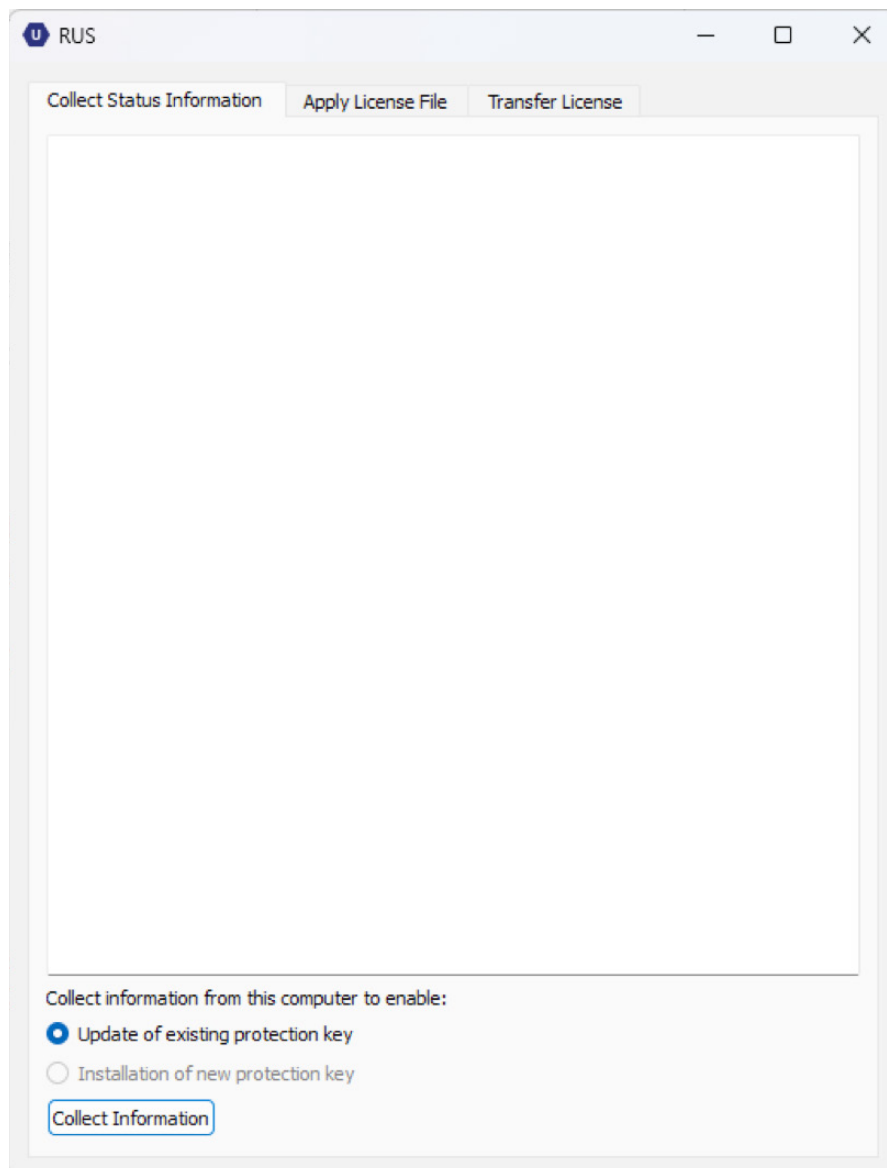 U RUS
Collect Status Information Apply License File Transfer License
Collect information from this computer to enable:
Update of existing protection key
Installation of new protection key
Collect Information